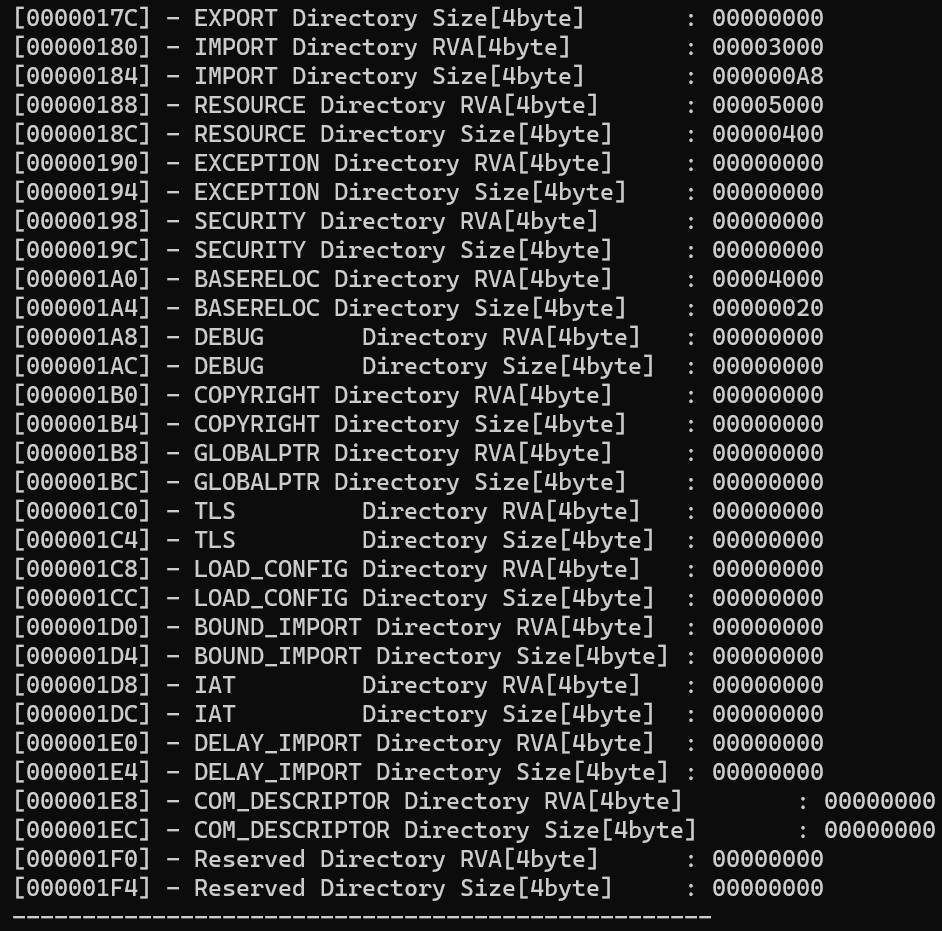 [0000017C] - EXPORT Directory Size[4byte] : 00000000
[00000180] - IMPORT Directory RVA[4byte] : 00003000
[00000184] - IMPORT Directory Size[4byte] : 000000A8
[00000188] - RESOURCE Directory RVA[4byte] : 00005000
[0000018C] - RESOURCE Directory Size[4byte] : 00000400
[00000190] - EXCEPTION Directory RVA[4byte] : 00000000
[00000194] - EXCEPTION Directory Size[4byte] : 00000000
[00000198] - SECURITY Directory RVA[4byte] : 00000000
[0000019C] - SECURITY Directory Size[4byte] : 00000000
[000001A0] - BASERELOC Directory RVA[4byte] : 00004000
[000001A4] - BASERELOC Directory Size[4byte] : 00000020
[000001A8] - DEBUG Directory RVA[4byte] : 00000000
[000001AC] - DEBUG Directory Size[4byte] : 00000000
[000001B0] - COPYRIGHT Directory RVA[4byte] : 00000000
[000001B4] - COPYRIGHT Directory Size[4byte] : 00000000
[000001B8] - GLOBALPTR Directory RVA[4byte] : 00000000
[000001BC] - GLOBALPTR Directory Size[4byte] : 00000000
[000001C0] - TLS Directory RVA[4byte] : 00000000
[000001C4] - TLS Directory Size[4byte] : 00000000
[000001C8] - LOAD_CONFIG Directory RVA[4byte] : 00000000
[000001CC] - LOAD_CONFIG Directory Size[4byte] : 00000000
[000001D0] - BOUND_IMPORT Directory RVA[4byte] : 00000000
[000001D4] - BOUND_IMPORT Directory Size[4byte] : 00000000
[000001D8] - IAT Directory RVA[4byte] : 00000000
[000001DC] - IAT Directory Size[4byte] : 00000000
[000001E0] - DELAY_IMPORT Directory RVA[4byte] : 00000000
[000001E4] - DELAY_IMPORT Directory Size[4byte] : 00000000
[000001E8] - COM_DESCRIPTOR Directory RVA[4byte] : 00000000
[000001EC] - COM_DESCRIPTOR Directory Size[4byte] : 00000000
[000001F0] - Reserved Directory RVA[4byte] : 00000000
[000001F4] - Reserved Directory Size[4byte] : 00000000
--------------------------------------------------